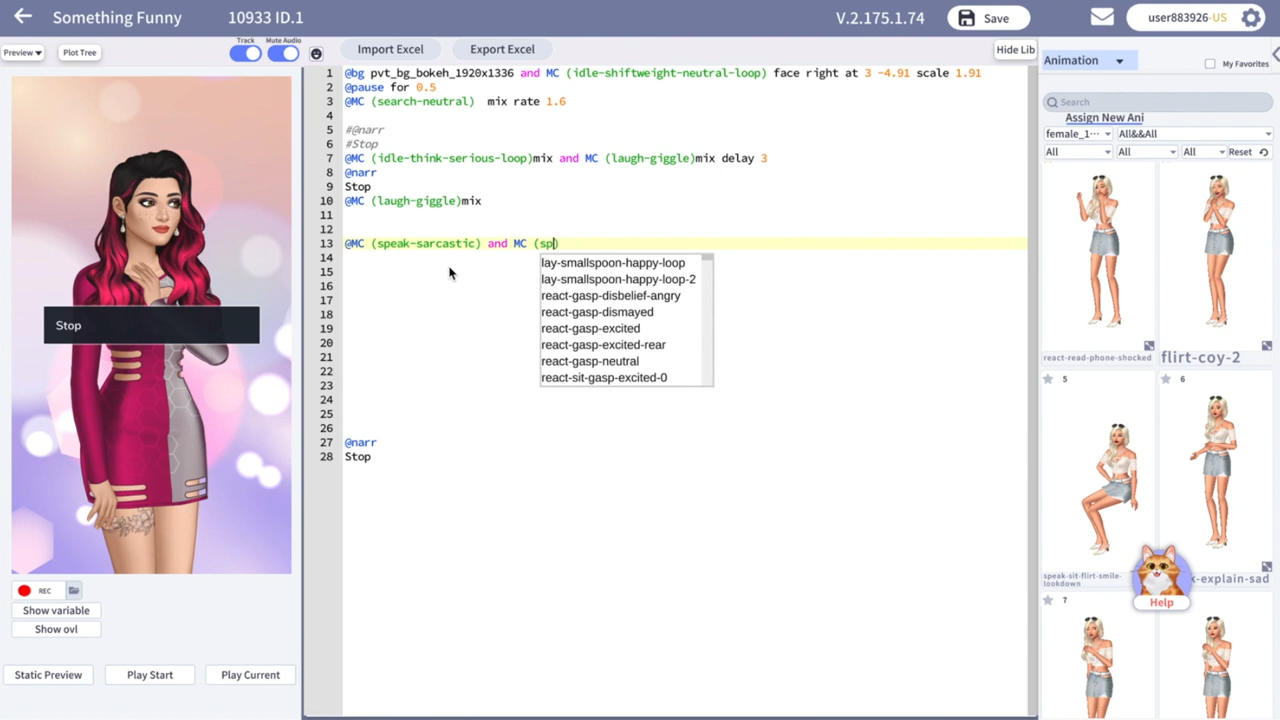 Something Funny 10933 ID.1 V.2.175.1.74 Save user883926-US
Preview Plot Tree Track Mute Audio Import Excel Export Excel Hide Lib Animation My Favorites
Search
Assign New Ani
female_1··· All&&All
All All All Reset
1 @bg pvt_bg_bokeh_1920x1336 and MC (idle-shiftweight-neutral-loop) face right at 3 -4.91 scale 1.91
2 @pause for 0.5
3 @MC (search-neutral)  mix rate 1.6
4
5 #@narr
6 #Stop
7 @MC (idle-think-serious-loop)mix and MC (laugh-giggle)mix delay 3
8 @narr
9 Stop
10 @MC (laugh-giggle)mix
11
12
13 @MC (speak-sarcastic) and MC (sp)
14
15
16
17
18
19
20
21
22
23
24
25
26
27 @narr
28 Stop
lay-smallspoon-happy-loop
lay-smallspoon-happy-loop-2
react-gasp-disbelief-angry
react-gasp-dismayed
react-gasp-excited
react-gasp-excited-rear
react-gasp-neutral
react-sit-gasp-excited-0
Stop
REC
Show variable
Show ovl
Static Preview Play Start Play Current
react-read-phone-shocked flirt-coy-2
5 6
speak-sit-flirt-smile-lookdown
k-explain-sad
Help
7